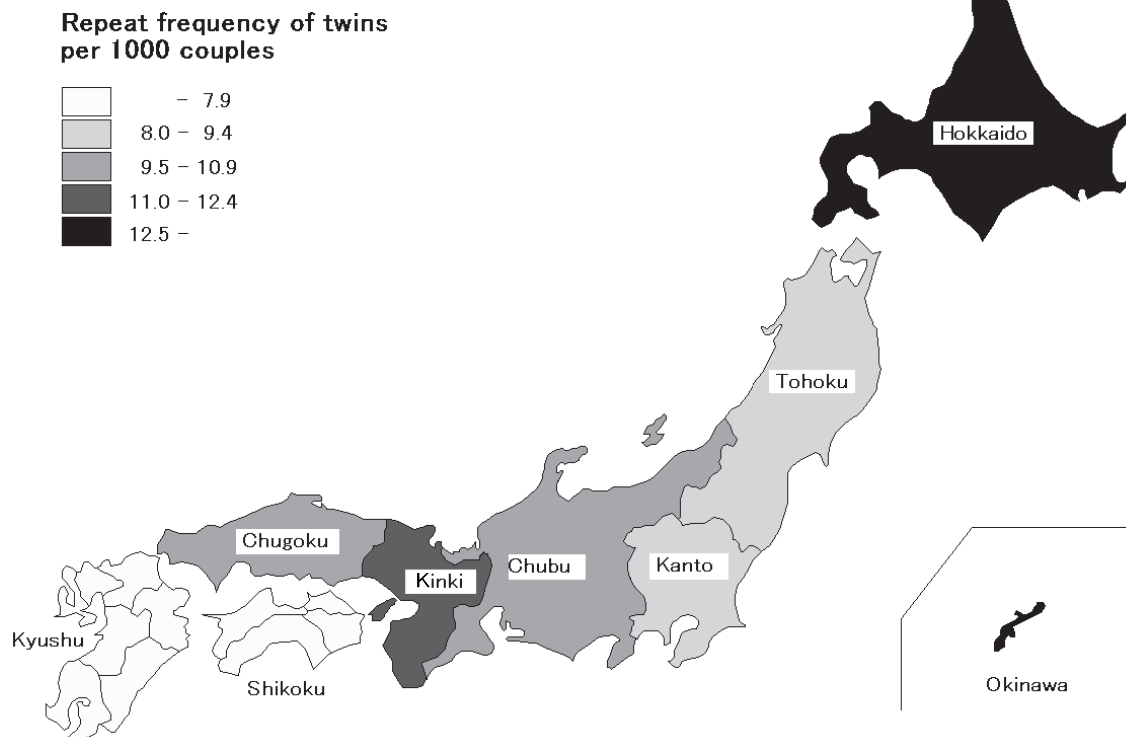 Repeat frequency of twins
per 1000 couples
- 7.9
8.0 - 9.4
9.5 - 10.9
11.0 - 12.4
12.5 -
Hokkaido
Tohoku
Chugoku
Kinki
Chubu
Kanto
Kyushu
Shikoku
Okinawa